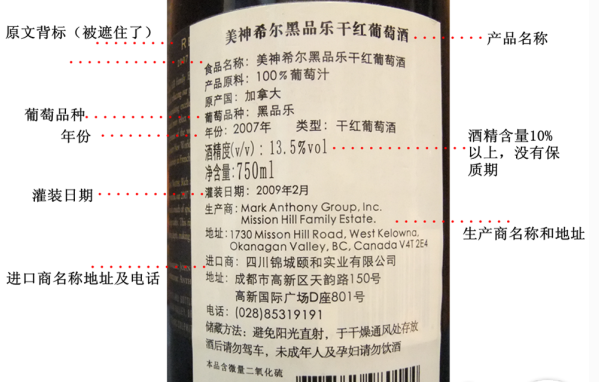 原文背标（被遮住了）
美神希尔黑品乐干红葡萄酒
产品名称
食品名称：美神希尔黑品乐干红葡萄酒
产品原料：100%葡萄汁
原产国：加拿大
葡萄品种
葡萄品种：黑品乐
年份
年份：2007年 类型：干红葡萄酒
酒精度(v/v)：13.5%vol
酒精含量10%
以上，没有保
质期
净含量:750ml
灌装日期
灌装日期：2009年2月
生产商：Mark Anthony Group, Inc.
Mission Hill Family Estate.
生产商名称和地址
地址：1730 Misson Hill Road, West Kelowna,
Okanagan Valley, BC, Canada V4T 2E4
进口商名称地址及电话
进口商：四川锦城颐和实业有限公司
地址：成都市高新区天韵路150号
高新国际广场D座801号
电话：(028)85319191
储藏方法：避免阳光直射，于干燥通风处存放
酒后请勿驾车，未成年人及孕妇请勿饮酒
本品含微量二氧化硫